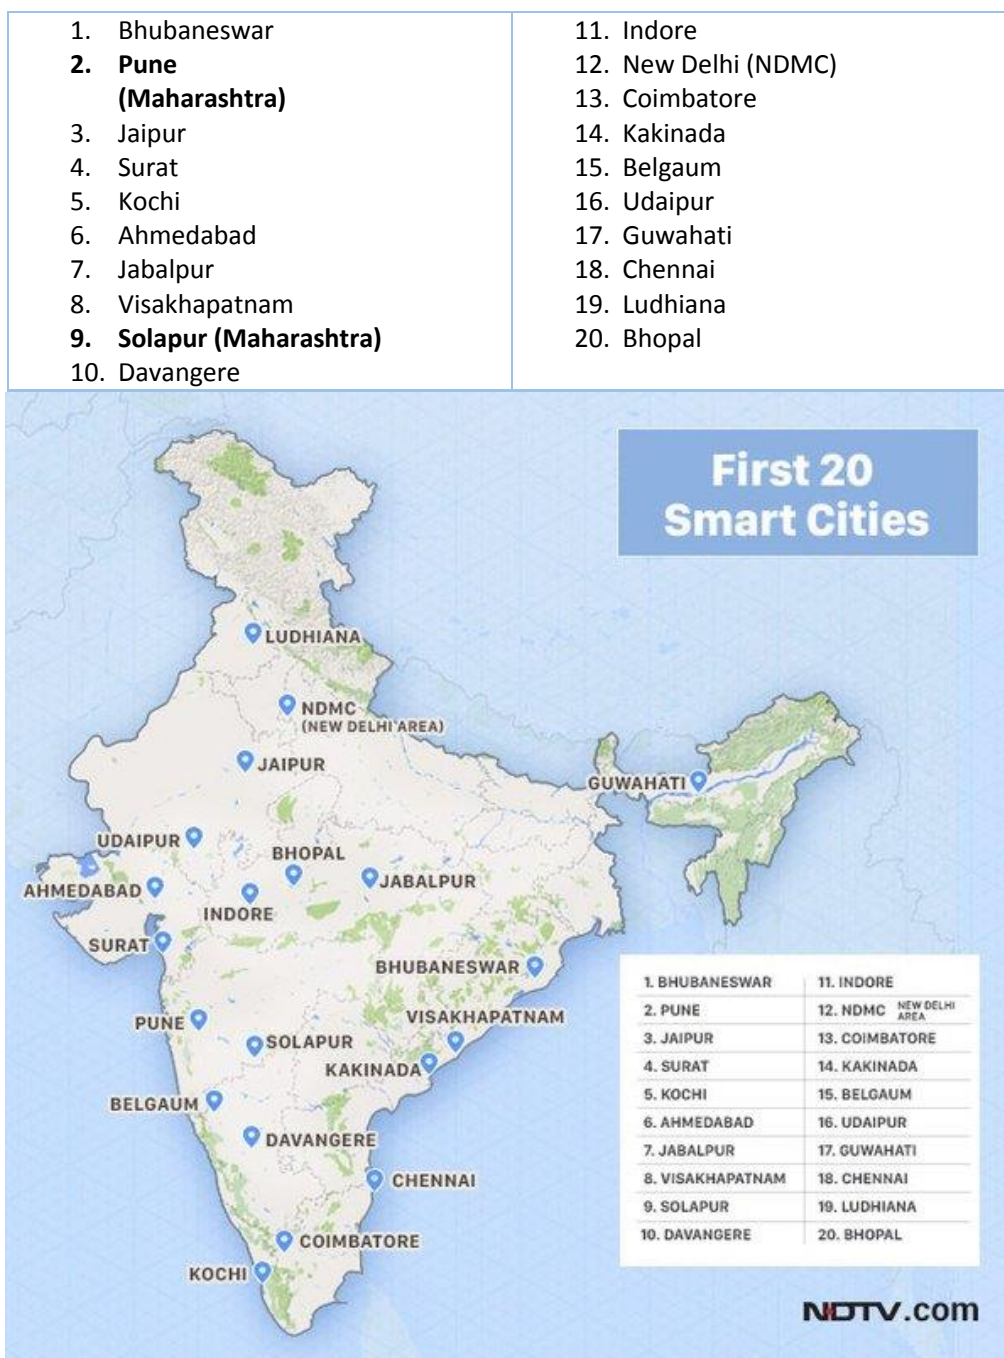 1. Bhubaneswar
2. Pune
(Maharashtra)
3. Jaipur
4. Surat
5. Kochi
6. Ahmedabad
7. Jabalpur
8. Visakhapatnam
9. Solapur (Maharashtra)
10. Davangere
11. Indore
12. New Delhi (NDMC)
13. Coimbatore
14. Kakinada
15. Belgaum
16. Udaipur
17. Guwahati
18. Chennai
19. Ludhiana
20. Bhopal
First 20
Smart Cities
LUDHIANA
NDMC
(NEW DELHI AREA)
JAIPUR
GUWAHATI
UDAIPUR
BHOPAL
AHMEDABAD
JABALPUR
INDORE
SURAT
BHUBANESWAR
PUNE
VISAKHAPATNAM
SOLAPUR
KAKINADA
BELGAUM
DAVANGERE
CHENNAI
COIMBATORE
KOCHI
1. BHUBANESWAR
2. PUNE
3. JAIPUR
4. SURAT
5. KOCHI
6. AHMEDABAD
7. JABALPUR
8. VISAKHAPATNAM
9. SOLAPUR
10. DAVANGERE
11. INDORE
12. NDMC NEW DELHI
AREA
13. COIMBATORE
14. KAKINADA
15. BELGAUM
16. UDAIPUR
17. GUWAHATI
18. CHENNAI
19. LUDHIANA
20. BHOPAL
NDTV.com